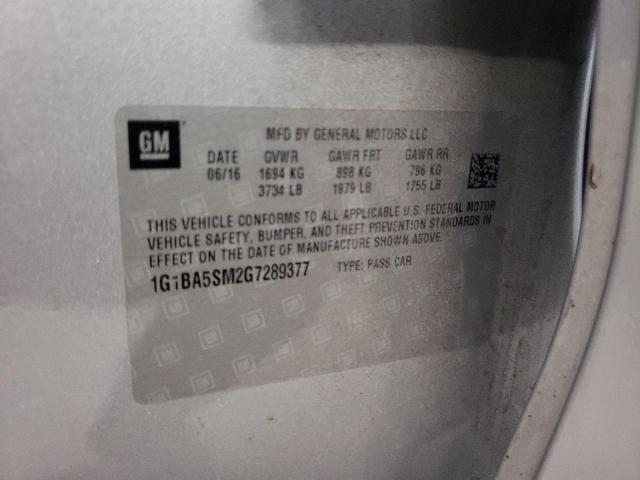 GM
MFD BY GENERAL MOTORS LLC
DATE GVWR GAWR FRT GAWR RR
06/16 1694 KG 898 KG 796 KG
3734 LB 1979 LB 1755 LB
THIS VEHICLE CONFORMS TO ALL APPLICABLE U.S. FEDERAL MOTOR
VEHICLE SAFETY, BUMPER, AND THEFT PREVENTION STANDARDS IN
EFFECT ON THE DATE OF MANUFACTURE SHOWN ABOVE.
1G1BA5SM2G7289377 TYPE: PASS CAR